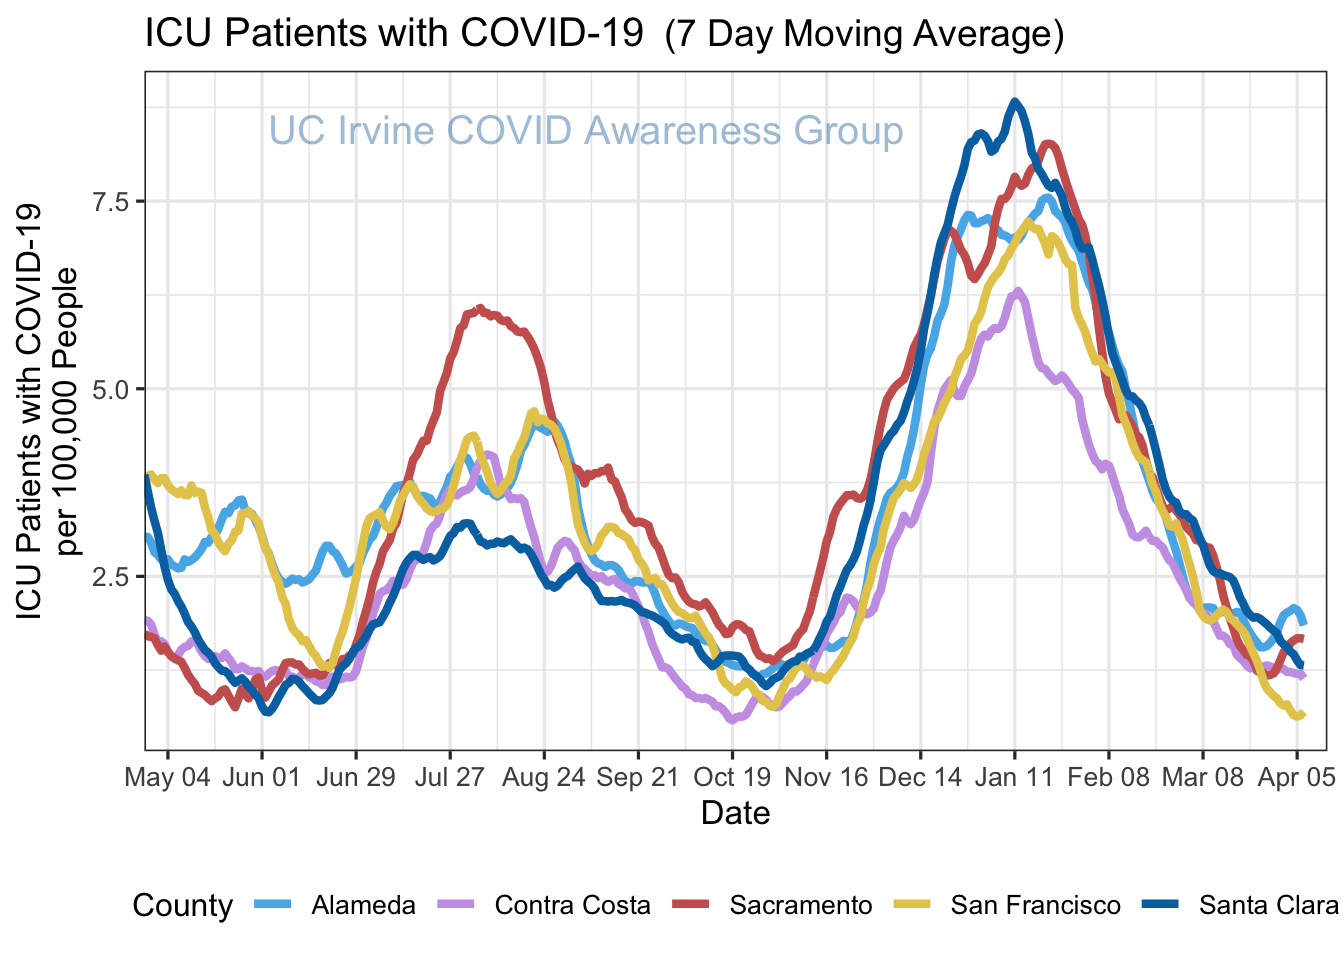 ICU Patients with COVID-19 (7 Day Moving Average)
UC Irvine COVID Awareness Group
ICU Patients with COVID-19
per 100,000 People
7.5
5.0
2.5
May 04 Jun 01 Jun 29 Jul 27 Aug 24 Sep 21 Oct 19 Nov 16 Dec 14 Jan 11 Feb 08 Mar 08 Apr 05
Date
County Alameda Contra Costa Sacramento San Francisco Santa Clara